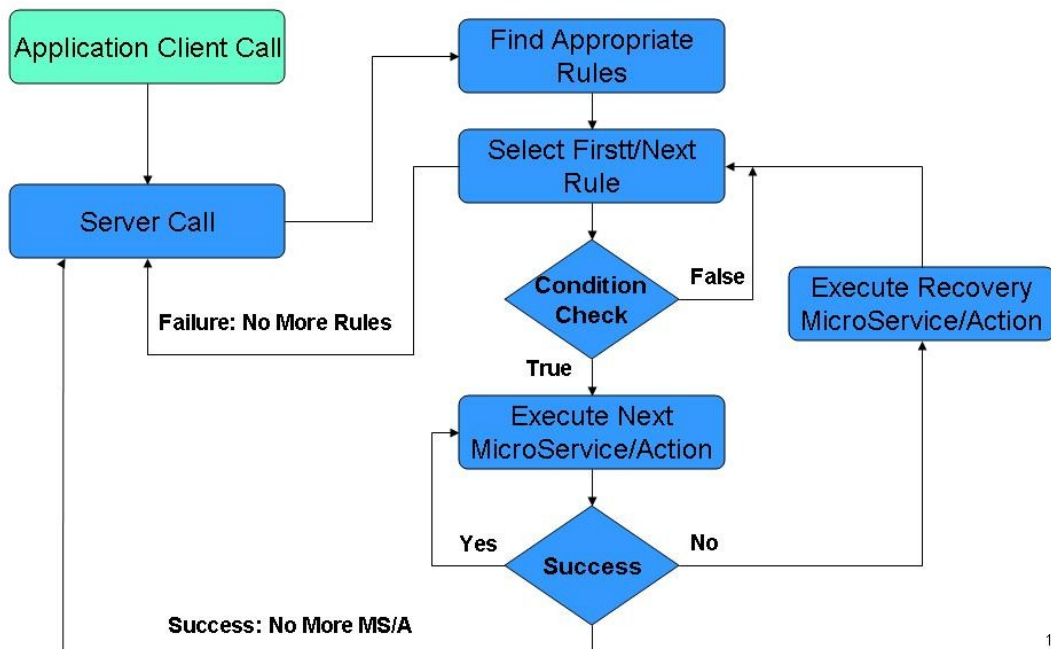 Application Client Call
Find Appropriate
Rules
Select Firstt/Next
Rule
Server Call
Condition
Check
False
Execute Recovery
MicroService/Action
Failure: No More Rules
True
Execute Next
MicroService/Action
Yes
Success
No
Success: No More MS/A
1